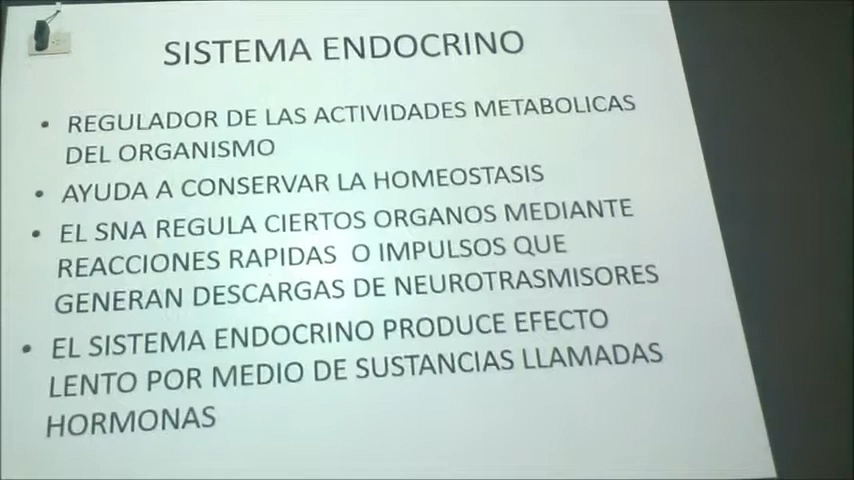 SISTEMA ENDOCRINO
• REGULADOR DE LAS ACTIVIDADES METABOLICAS
DEL ORGANISMO
• AYUDA A CONSERVAR LA HOMEOSTASIS
• EL SNA REGULA CIERTOS ORGANOS MEDIANTE
REACCIONES RAPIDAS O IMPULSOS QUE
GENERAN DESCARGAS DE NEUROTRASMISORES
• EL SISTEMA ENDOCRINO PRODUCE EFECTO
LENTO POR MEDIO DE SUSTANCIAS LLAMADAS
HORMONAS